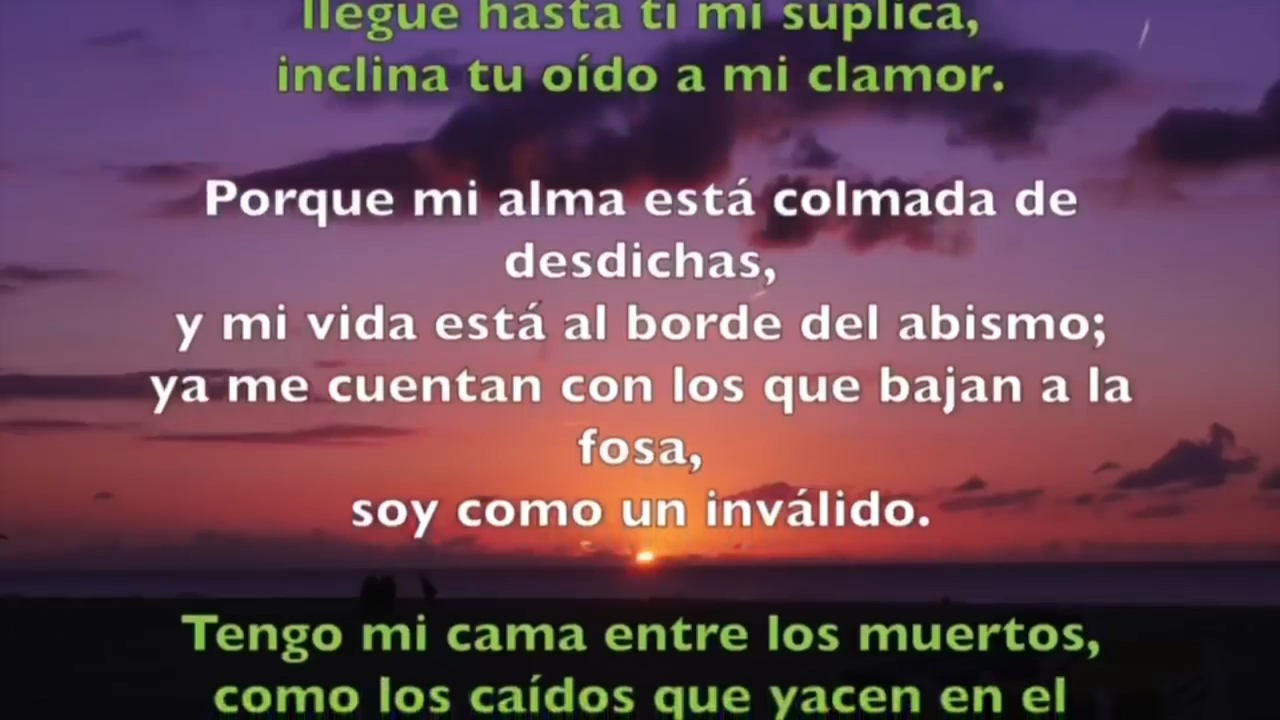 llegue hasta ti mi súplica,
inclina tu oído a mi clamor.
Porque mi alma está colmada de
desdichas,
y mi vida está al borde del abismo;
ya me cuentan con los que bajan a la
fosa,
soy como un inválido.
Tengo mi cama entre los muertos,
como los caídos que yacen en el